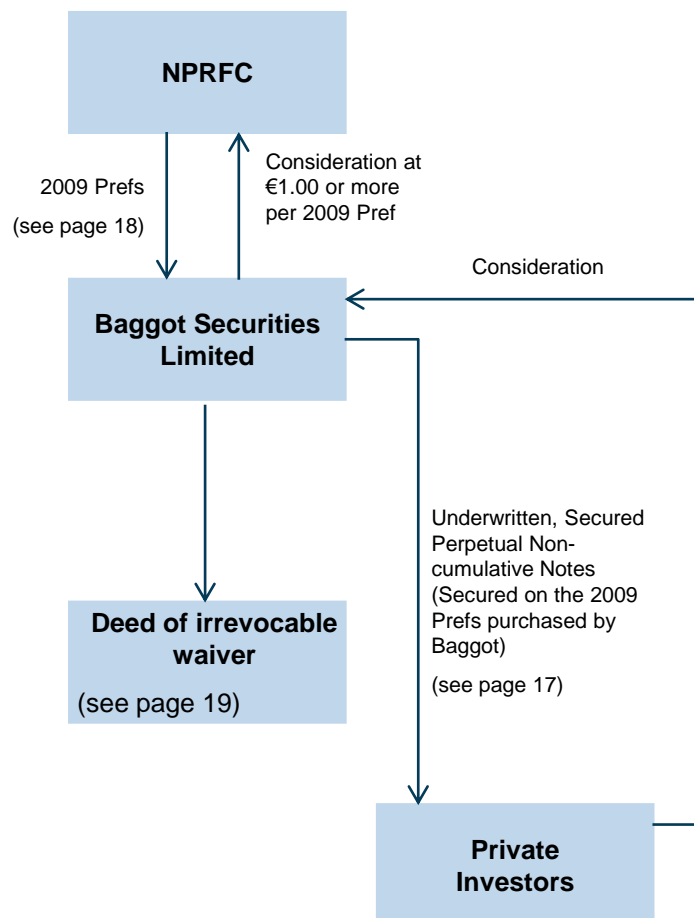 NPRFC
2009 Prefs
(see page 18)
Consideration at
€1.00 or more
per 2009 Pref
Consideration
Baggot Securities
Limited
Underwritten, Secured
Perpetual Non-
cumulative Notes
(Secured on the 2009
Prefs purchased by
Baggot)
(see page 17)
Deed of irrevocable
waiver
(see page 19)
Private
Investors